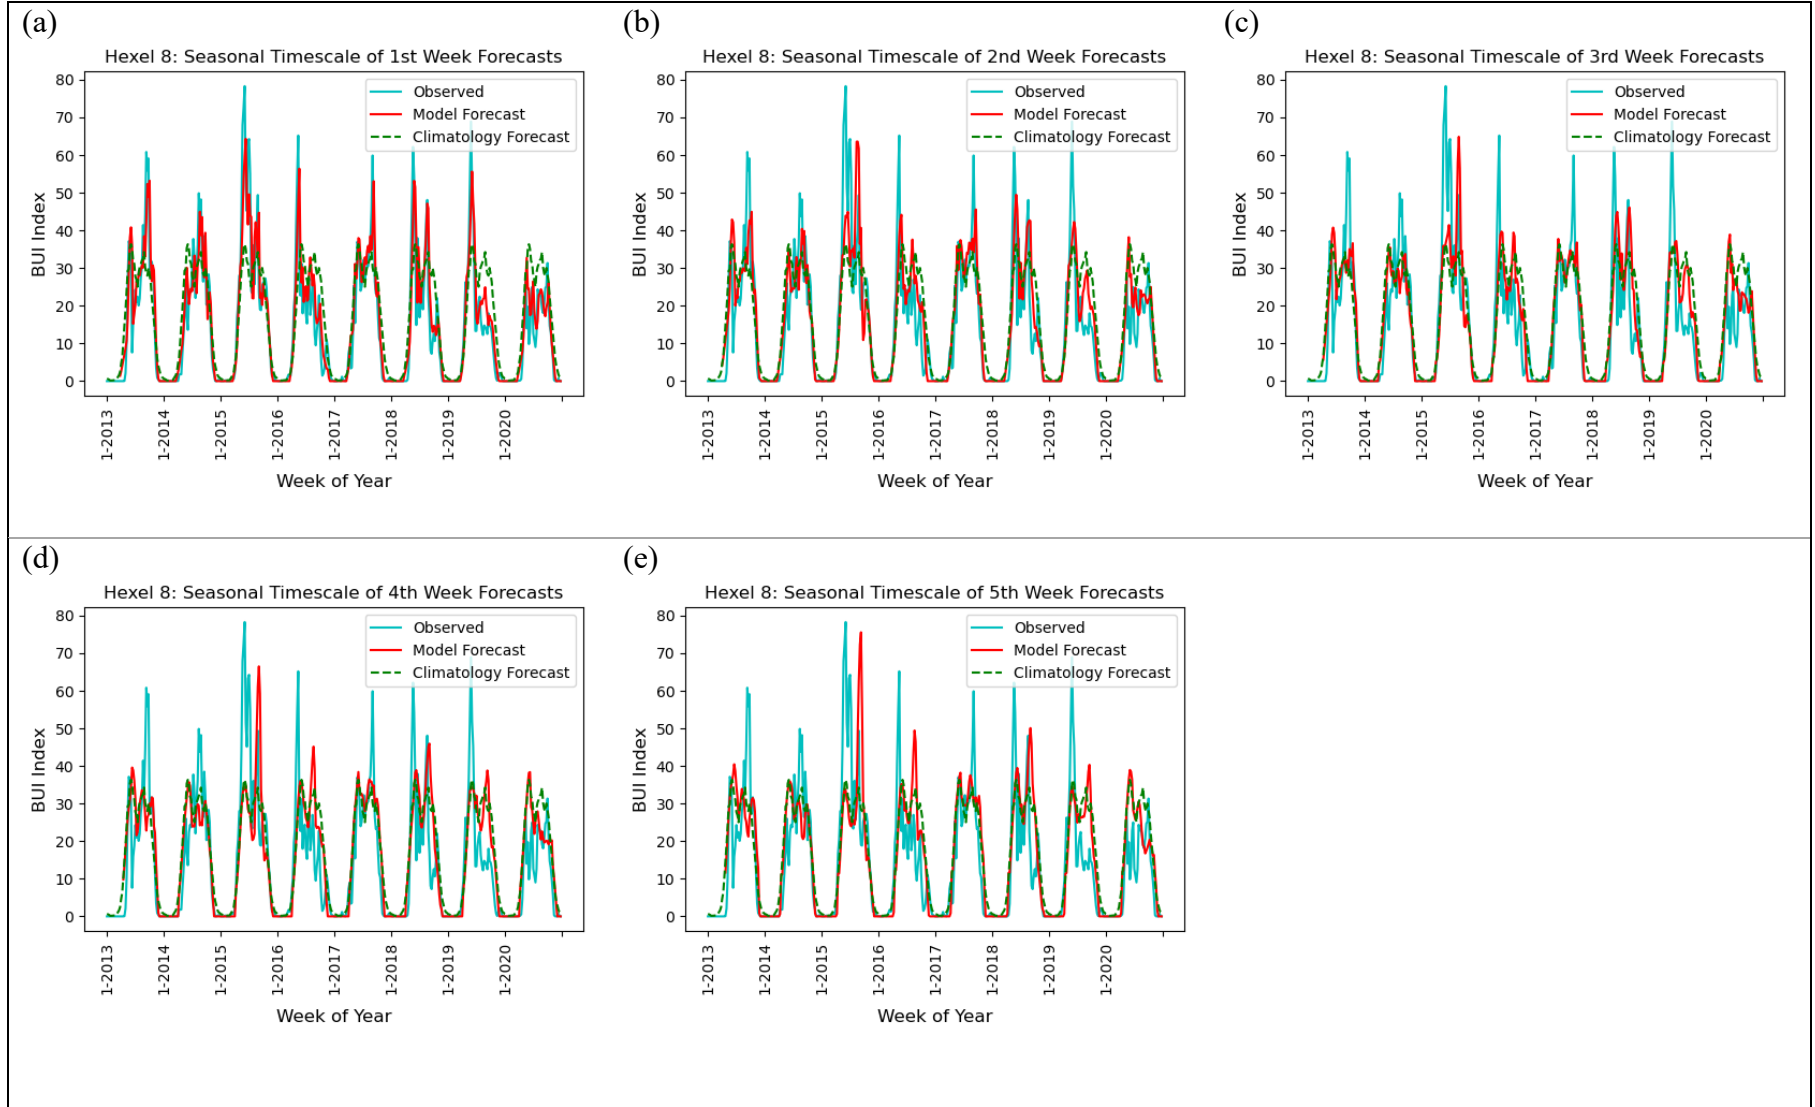 (a)
Hexel 8: Seasonal Timescale of 1st Week Forecasts
80
70
60
50
40
30
20
10
0
BUI Index
Observed
Model Forecast
Climatology Forecast
1-2013
1-2014
1-2015
1-2016
1-2017
1-2018
1-2019
1-2020
Week of Year
(b)
Hexel 8: Seasonal Timescale of 2nd Week Forecasts
80
70
60
50
40
30
20
10
0
BUI Index
Observed
Model Forecast
Climatology Forecast
1-2013
1-2014
1-2015
1-2016
1-2017
1-2018
1-2019
1-2020
Week of Year
(c)
Hexel 8: Seasonal Timescale of 3rd Week Forecasts
80
70
60
50
40
30
20
10
0
BUI Index
Observed
Model Forecast
Climatology Forecast
1-2013
1-2014
1-2015
1-2016
1-2017
1-2018
1-2019
1-2020
Week of Year
(d)
Hexel 8: Seasonal Timescale of 4th Week Forecasts
80
70
60
50
40
30
20
10
0
BUI Index
Observed
Model Forecast
Climatology Forecast
1-2013
1-2014
1-2015
1-2016
1-2017
1-2018
1-2019
1-2020
Week of Year
(e)
Hexel 8: Seasonal Timescale of 5th Week Forecasts
80
70
60
50
40
30
20
10
0
BUI Index
Observed
Model Forecast
Climatology Forecast
1-2013
1-2014
1-2015
1-2016
1-2017
1-2018
1-2019
1-2020
Week of Year